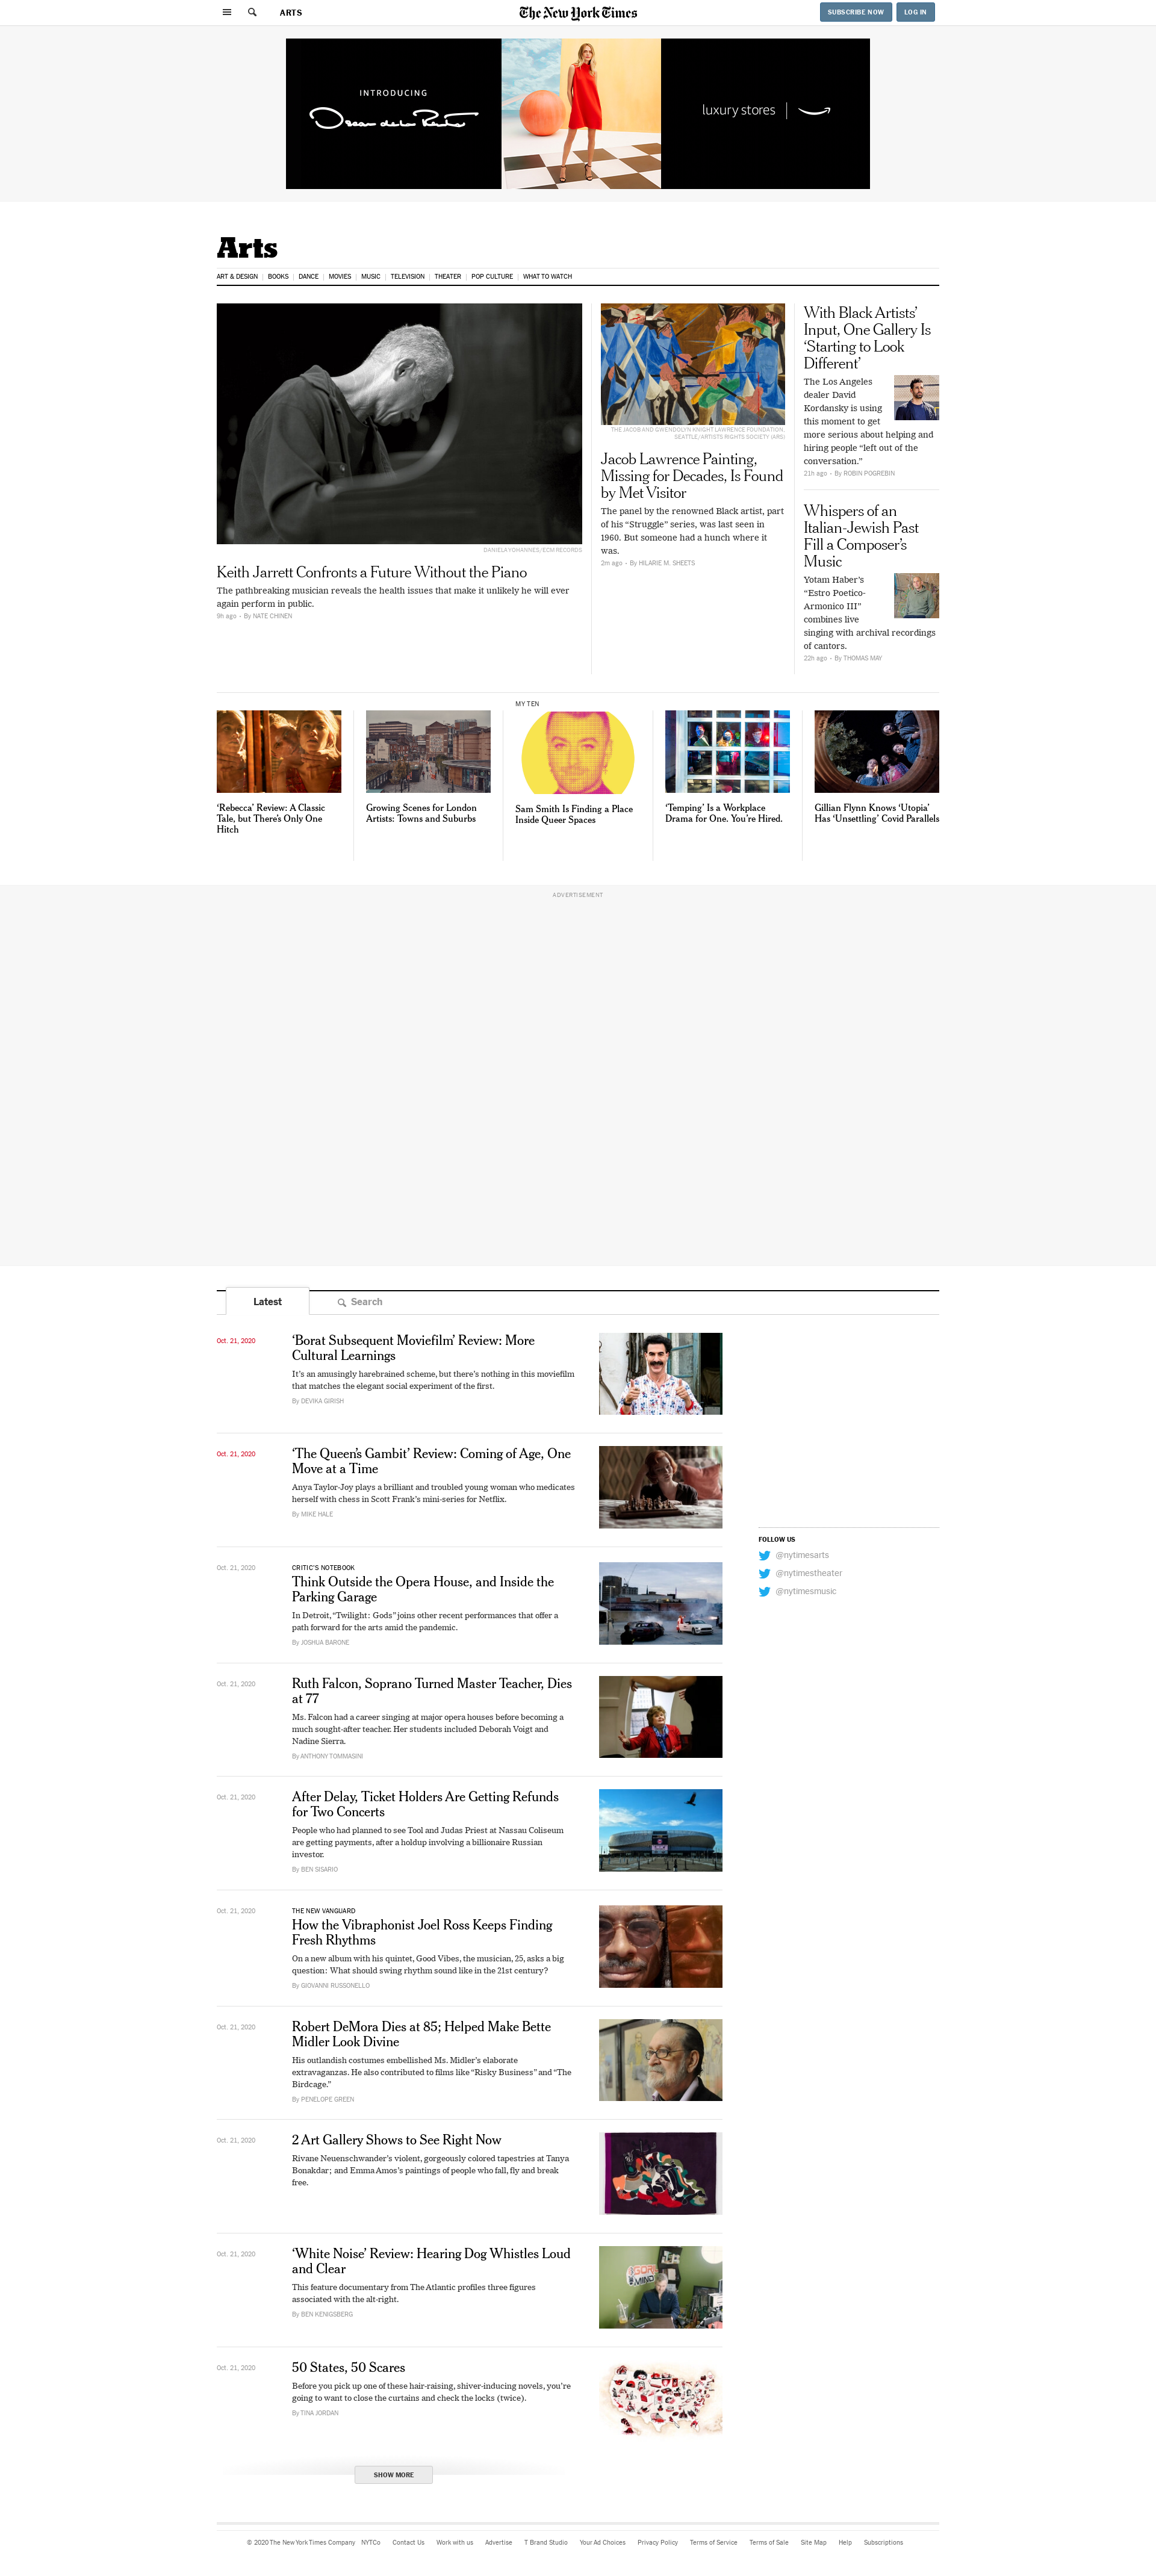 ARTS
The New York Times
SUBSCRIBE NOW
LOG IN
INTRODUCING
Oscar de la Renta
luxury stores
Arts
ART & DESIGN
BOOKS
DANCE
MOVIES
MUSIC
TELEVISION
THEATER
POP CULTURE
WHAT TO WATCH
DANIELA YOHANNES/ECM RECORDS
Keith Jarrett Confronts a Future Without the Piano
The pathbreaking musician reveals the health issues that make it unlikely he will ever
again perform in public.
9h ago • By NATE CHINEN
THE JACOB AND GWENDOLYN KNIGHT LAWRENCE FOUNDATION,
SEATTLE/ARTISTS RIGHTS SOCIETY (ARS)
Jacob Lawrence Painting,
Missing for Decades, Is Found
by Met Visitor
The panel by the renowned Black artist, part
of his “Struggle” series, was last seen in
1960. But someone had a hunch where it
was.
2m ago • By HILARIE M. SHEETS
With Black Artists’
Input, One Gallery Is
‘Starting to Look
Different’
The Los Angeles
dealer David
Kordansky is using
this moment to get
more serious about helping and
hiring people “left out of the
conversation.”
21h ago • By ROBIN POGREBIN
Whispers of an
Italian-Jewish Past
Fill a Composer’s
Music
Yotam Haber’s
“Estro Poetico-
Armonico III”
combines live
singing with archival recordings
of cantors.
22h ago • By THOMAS MAY
‘Rebecca’ Review: A Classic
Tale, but There’s Only One
Hitch
Growing Scenes for London
Artists: Towns and Suburbs
MY TEN
Sam Smith Is Finding a Place
Inside Queer Spaces
‘Temping’ Is a Workplace
Drama for One. You’re Hired.
Gillian Flynn Knows ‘Utopia’
Has ‘Unsettling’ Covid Parallels
ADVERTISEMENT
Latest
Search
Oct. 21, 2020
‘Borat Subsequent Moviefilm’ Review: More
Cultural Learnings
It’s an amusingly harebrained scheme, but there’s nothing in this moviefilm
that matches the elegant social experiment of the first.
By DEVIKA GIRISH
Oct. 21, 2020
‘The Queen’s Gambit’ Review: Coming of Age, One
Move at a Time
Anya Taylor-Joy plays a brilliant and troubled young woman who medicates
herself with chess in Scott Frank’s mini-series for Netflix.
By MIKE HALE
FOLLOW US
@nytimesarts
@nytimestheater
@nytimesmusic
Oct. 21, 2020
CRITIC’S NOTEBOOK
Think Outside the Opera House, and Inside the
Parking Garage
In Detroit, “Twilight: Gods” joins other recent performances that offer a
path forward for the arts amid the pandemic.
By JOSHUA BARONE
Oct. 21, 2020
Ruth Falcon, Soprano Turned Master Teacher, Dies
at 77
Ms. Falcon had a career singing at major opera houses before becoming a
much sought-after teacher. Her students included Deborah Voigt and
Nadine Sierra.
By ANTHONY TOMMASINI
Oct. 21, 2020
After Delay, Ticket Holders Are Getting Refunds
for Two Concerts
People who had planned to see Tool and Judas Priest at Nassau Coliseum
are getting payments, after a holdup involving a billionaire Russian
investor.
By BEN SISARIO
Oct. 21, 2020
THE NEW VANGUARD
How the Vibraphonist Joel Ross Keeps Finding
Fresh Rhythms
On a new album with his quintet, Good Vibes, the musician, 25, asks a big
question: What should swing rhythm sound like in the 21st century?
By GIOVANNI RUSSONELLO
Oct. 21, 2020
Robert DeMora Dies at 85; Helped Make Bette
Midler Look Divine
His outlandish costumes embellished Ms. Midler’s elaborate
extravaganzas. He also contributed to films like “Risky Business” and “The
Birdcage.”
By PENELOPE GREEN
Oct. 21, 2020
2 Art Gallery Shows to See Right Now
Rivane Neuenschwander’s violent, gorgeously colored tapestries at Tanya
Bonakdar; and Emma Amos’s paintings of people who fall, fly and break
free.
Oct. 21, 2020
‘White Noise’ Review: Hearing Dog Whistles Loud
and Clear
This feature documentary from The Atlantic profiles three figures
associated with the alt-right.
By BEN KENIGSBERG
Oct. 21, 2020
50 States, 50 Scares
Before you pick up one of these hair-raising, shiver-inducing novels, you’re
going to want to close the curtains and check the locks (twice).
By TINA JORDAN
SHOW MORE
© 2020 The New York Times Company
NYTCo
Contact Us
Work with us
Advertise
T Brand Studio
Your Ad Choices
Privacy Policy
Terms of Service
Terms of Sale
Site Map
Help
Subscriptions